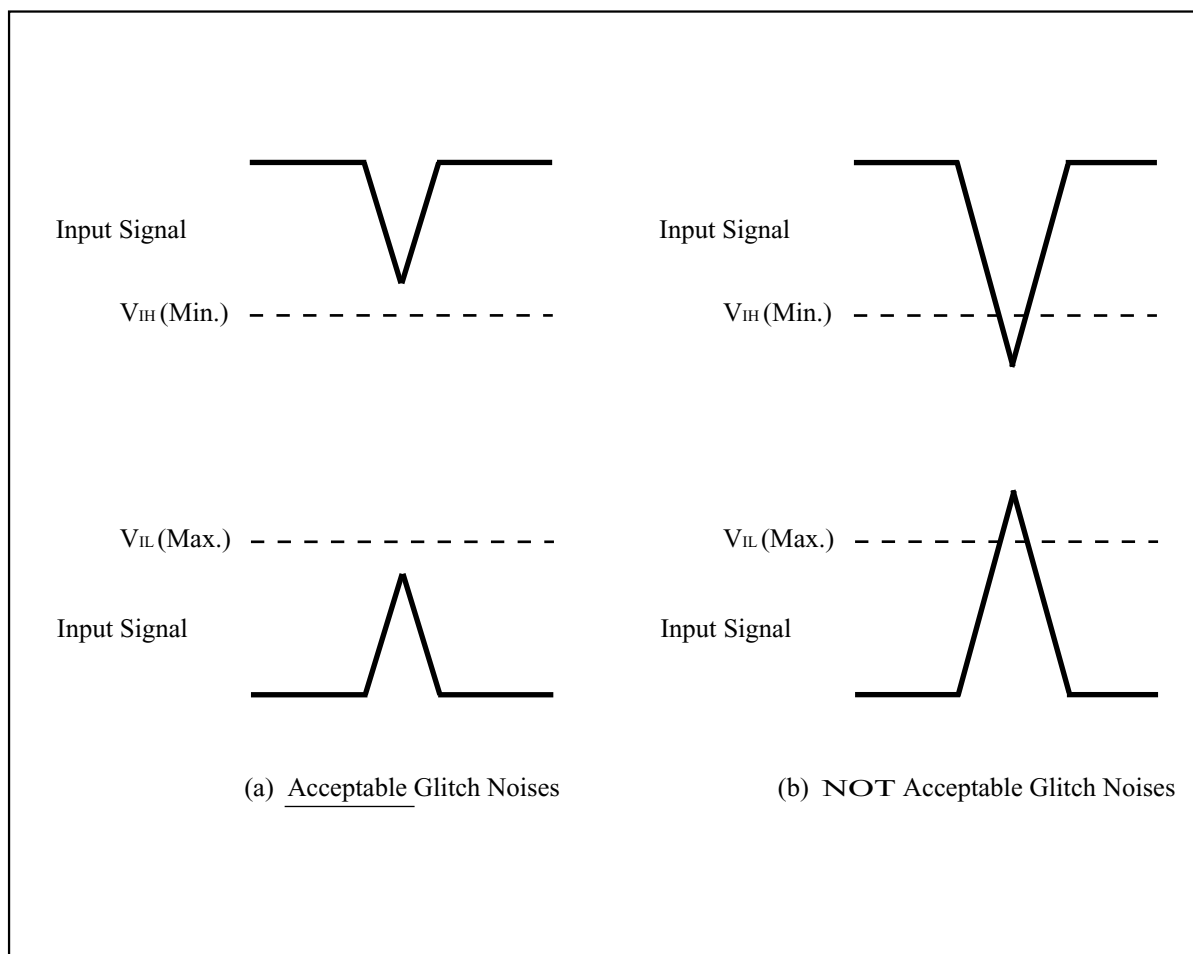 Input Signal
Input Signal
VIH (Min.)
VIH (Min.)
VIL (Max.)
VIL (Max.)
Input Signal
Input Signal
(a) Acceptable Glitch Noises
(b) NOT Acceptable Glitch Noises